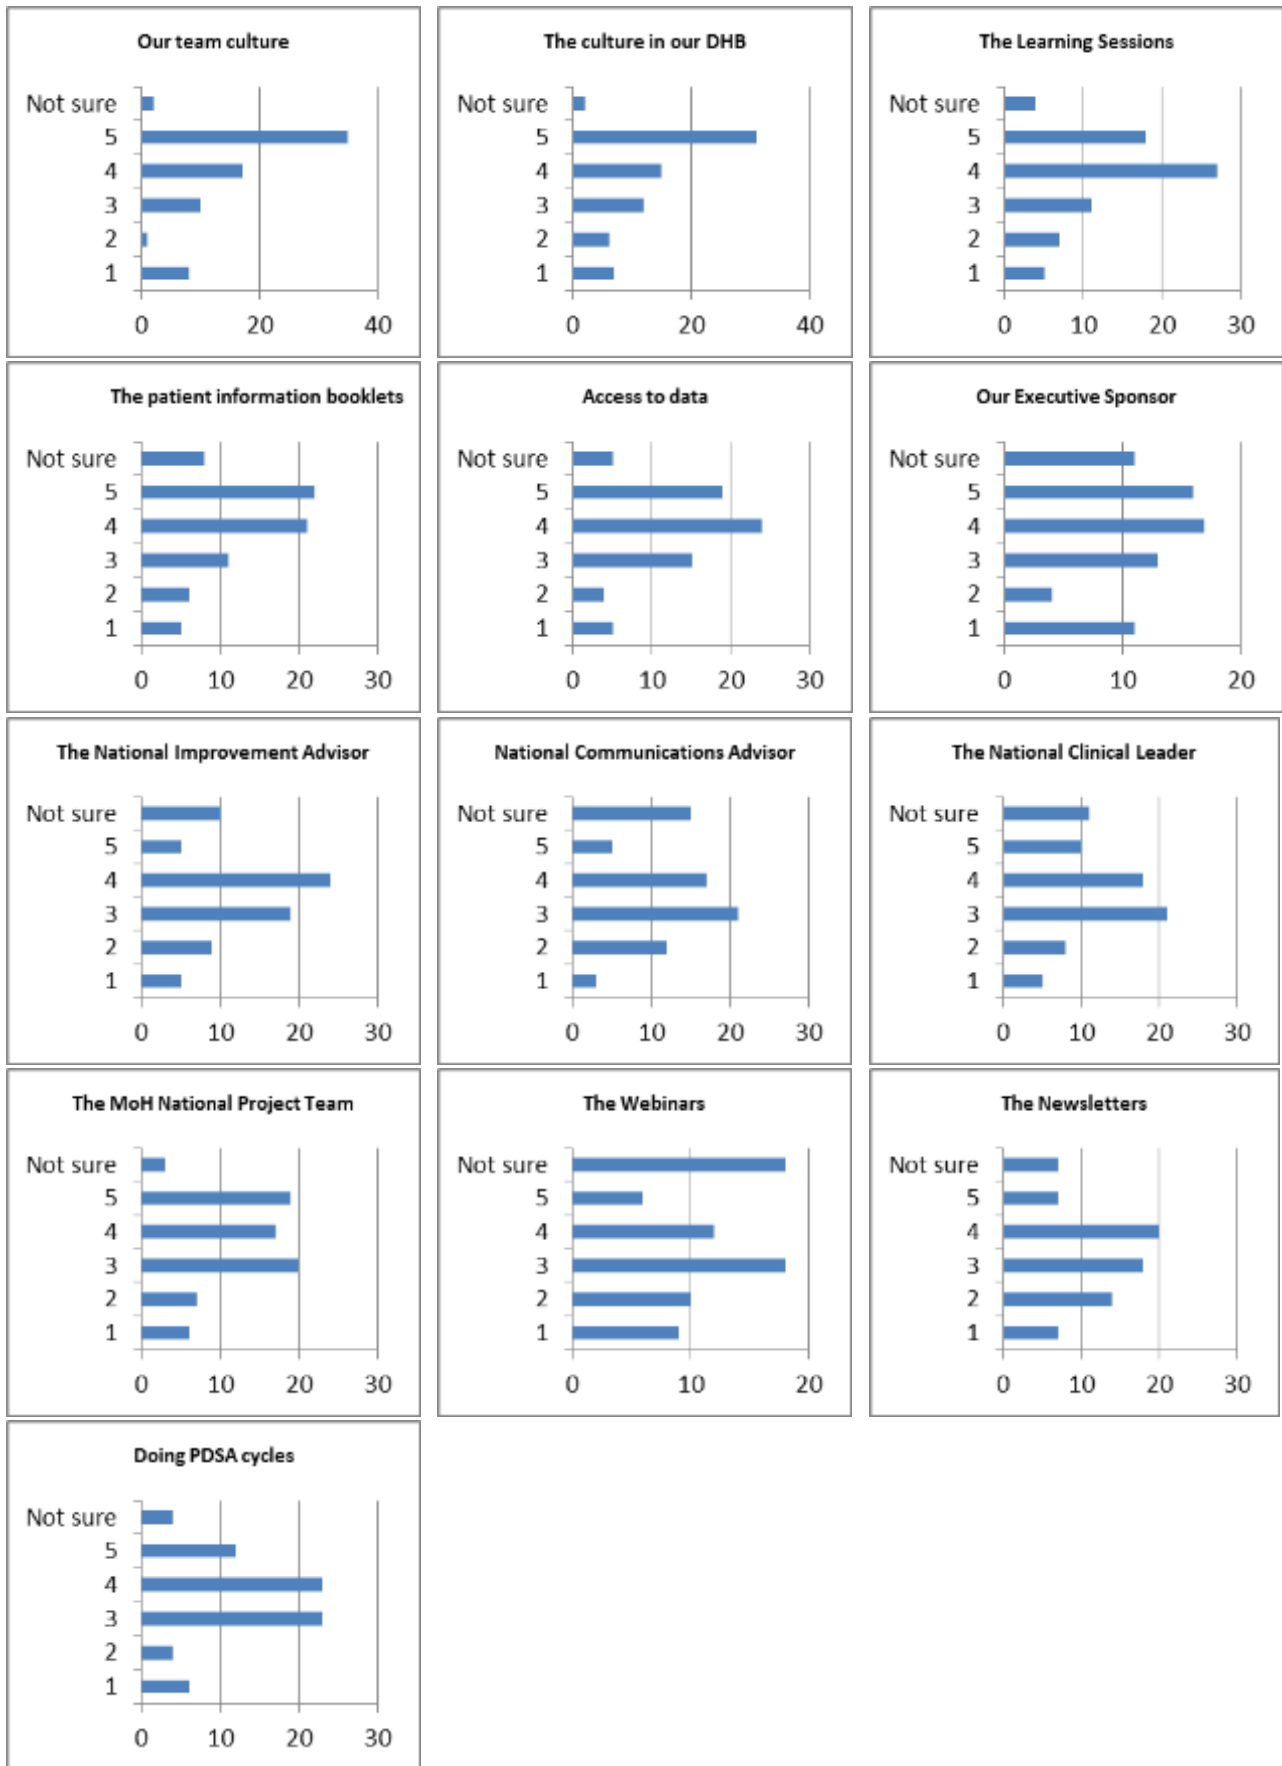 Our team culture
Not sure
5
4
3
2
1
0 20 40
The culture in our DHB
Not sure
5
4
3
2
1
0 20 40
The Learning Sessions
Not sure
5
4
3
2
1
0 10 20 30
The patient information booklets
Not sure
5
4
3
2
1
0 10 20 30
Access to data
Not sure
5
4
3
2
1
0 10 20 30
Our Executive Sponsor
Not sure
5
4
3
2
1
0 10 20
The National Improvement Advisor
Not sure
5
4
3
2
1
0 10 20 30
National Communications Advisor
Not sure
5
4
3
2
1
0 10 20 30
The National Clinical Leader
Not sure
5
4
3
2
1
0 10 20 30
The MoH National Project Team
Not sure
5
4
3
2
1
0 10 20 30
The Webinars
Not sure
5
4
3
2
1
0 10 20
The Newsletters
Not sure
5
4
3
2
1
0 10 20 30
Doing PDSA cycles
Not sure
5
4
3
2
1
0 10 20 30